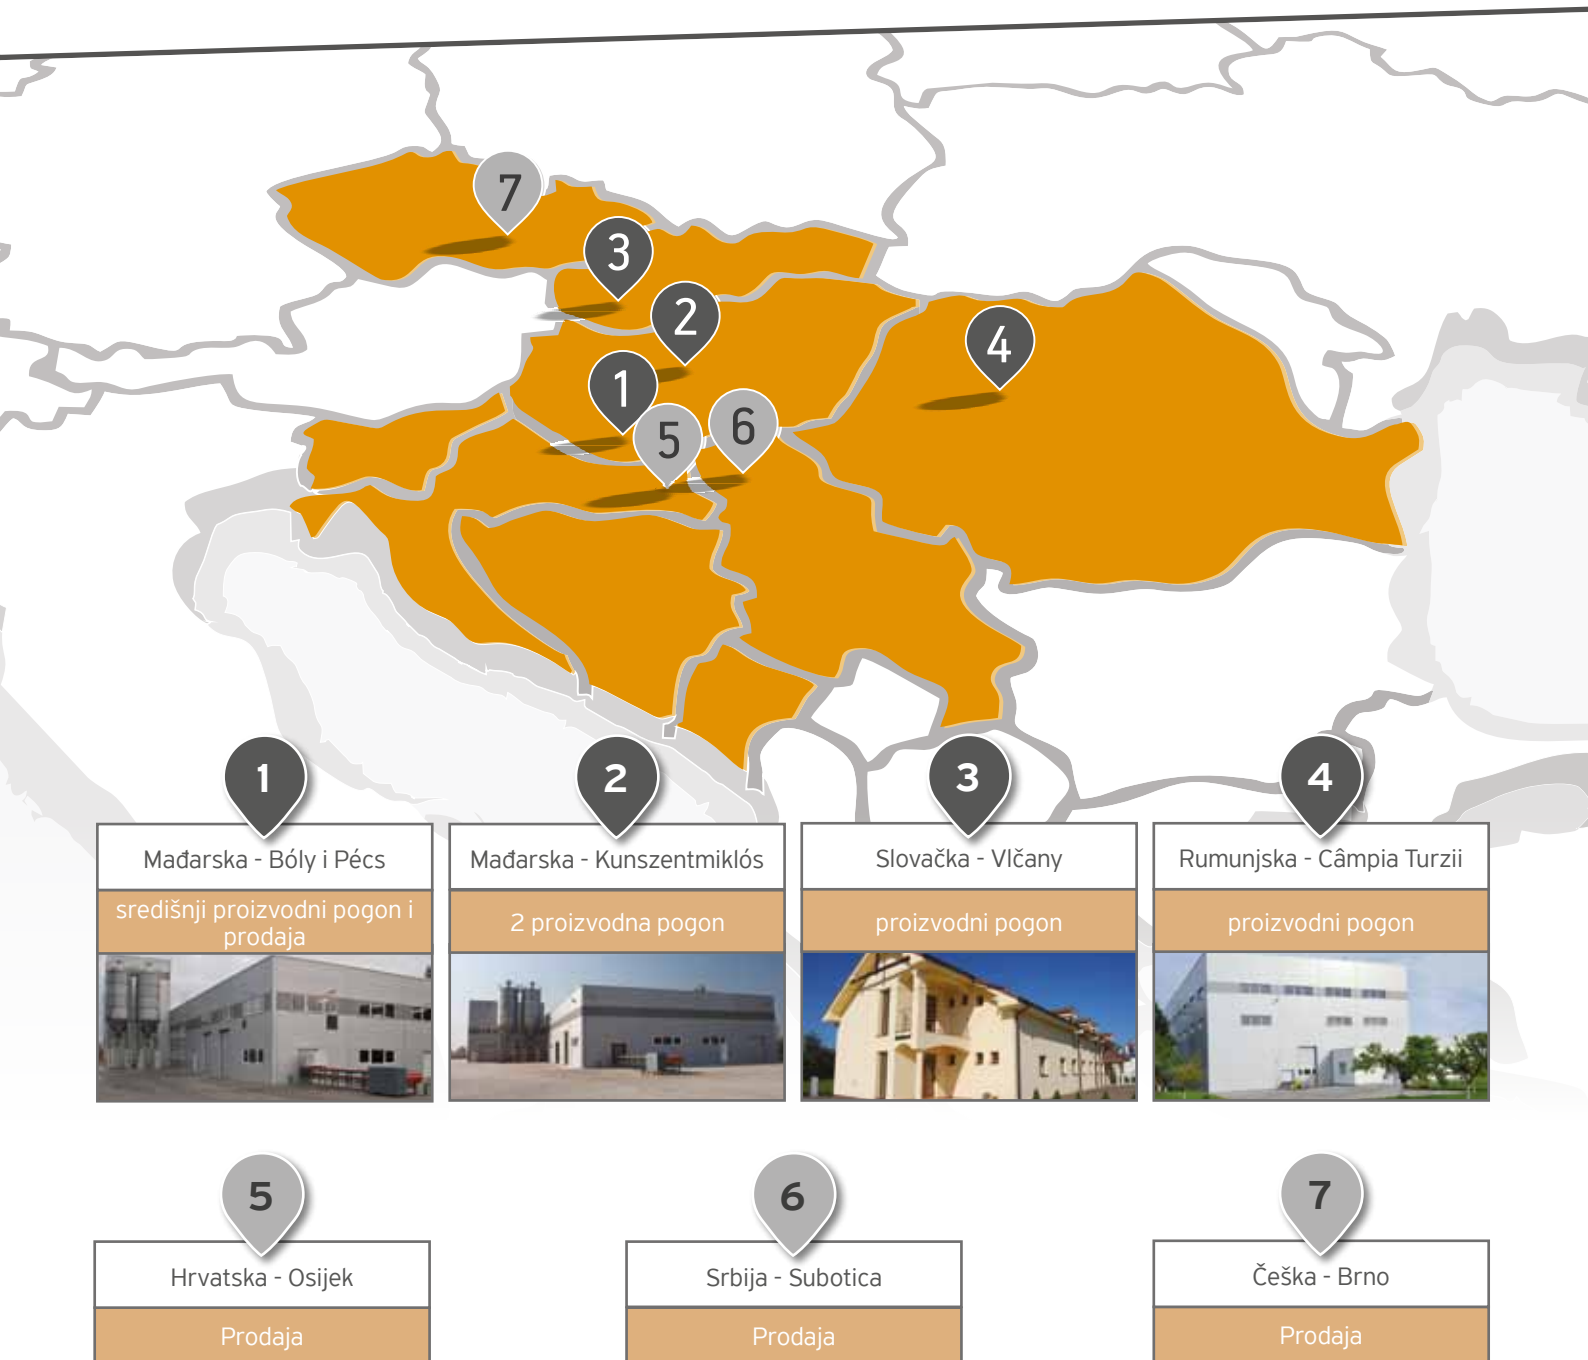 7
3
2
4
1
5
6
1
2
3
4
Mađarska - Bóly i Pécs
Mađarska - Kunszentmiklós
Slovačka - Vlčany
Rumunjska - Câmpia Turzii
središnji proizvodni pogon i
prodaja
2 proizvodna pogon
proizvodni pogon
proizvodni pogon
5
6
7
Hrvatska - Osijek
Srbija - Subotica
Češka - Brno
Prodaja
Prodaja
Prodaja